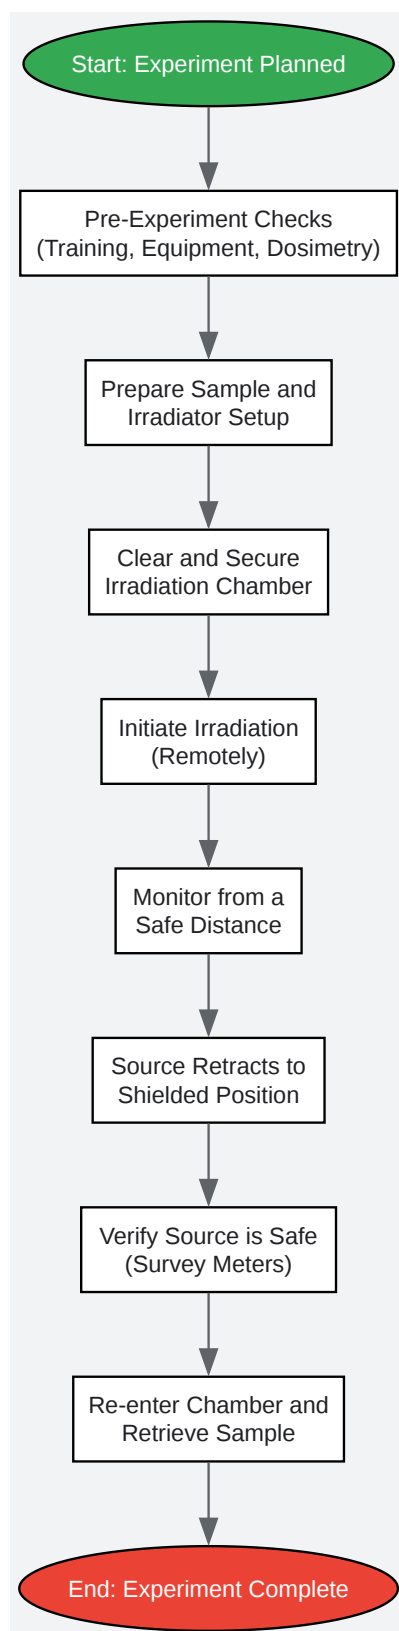 Start: Experiment Planned
Pre-Experiment Checks
(Training, Equipment, Dosimetry)
Prepare Sample and
Irradiator Setup
Clear and Secure
Irradiation Chamber
Initiate Irradiation
(Remotely)
Monitor from a
Safe Distance
Source Retracts to
Shielded Position
Verify Source is Safe
(Survey Meters)
Re-enter Chamber and
Retrieve Sample
End: Experiment Complete